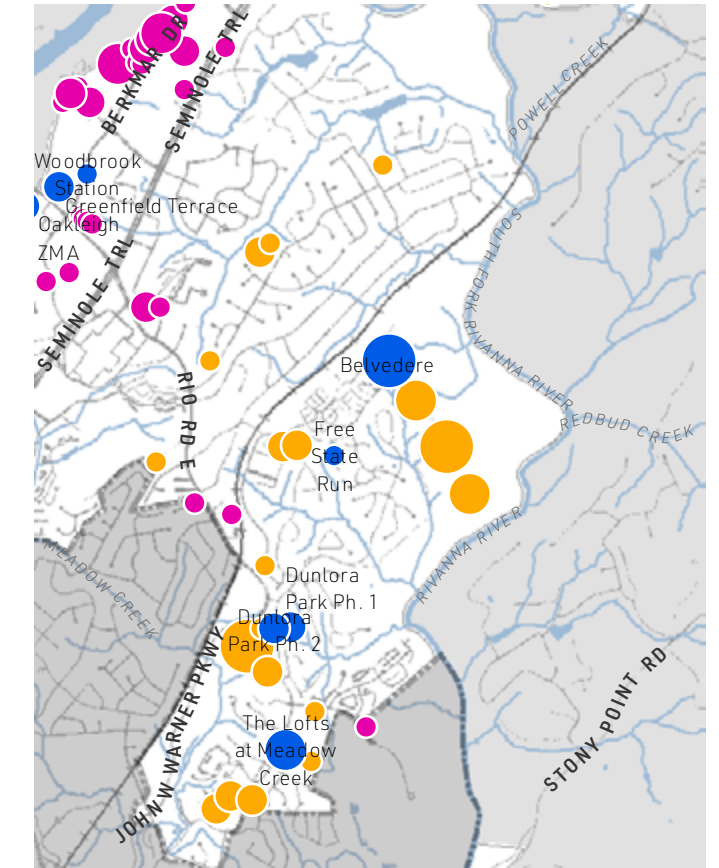 BERKMAR DR
SEMINOLE TRL
POWELL CREEK
Woodbrook
Station
Greenfield Terrace
Oakleigh
ZMA
SEMINOLE TRL
SOUTH FORK RIVANNA RIVER
Belvedere
RIO RD E
REDBUD CREEK
Free
State
Run
RIVANNA RIVER
MEADOW CREEK
Dunlora
Park Ph. 1
Dunlora
Park Ph. 2
JOHN W WARNER PKWY
STONY POINT RD
The Lofts
at Meadow
Creek